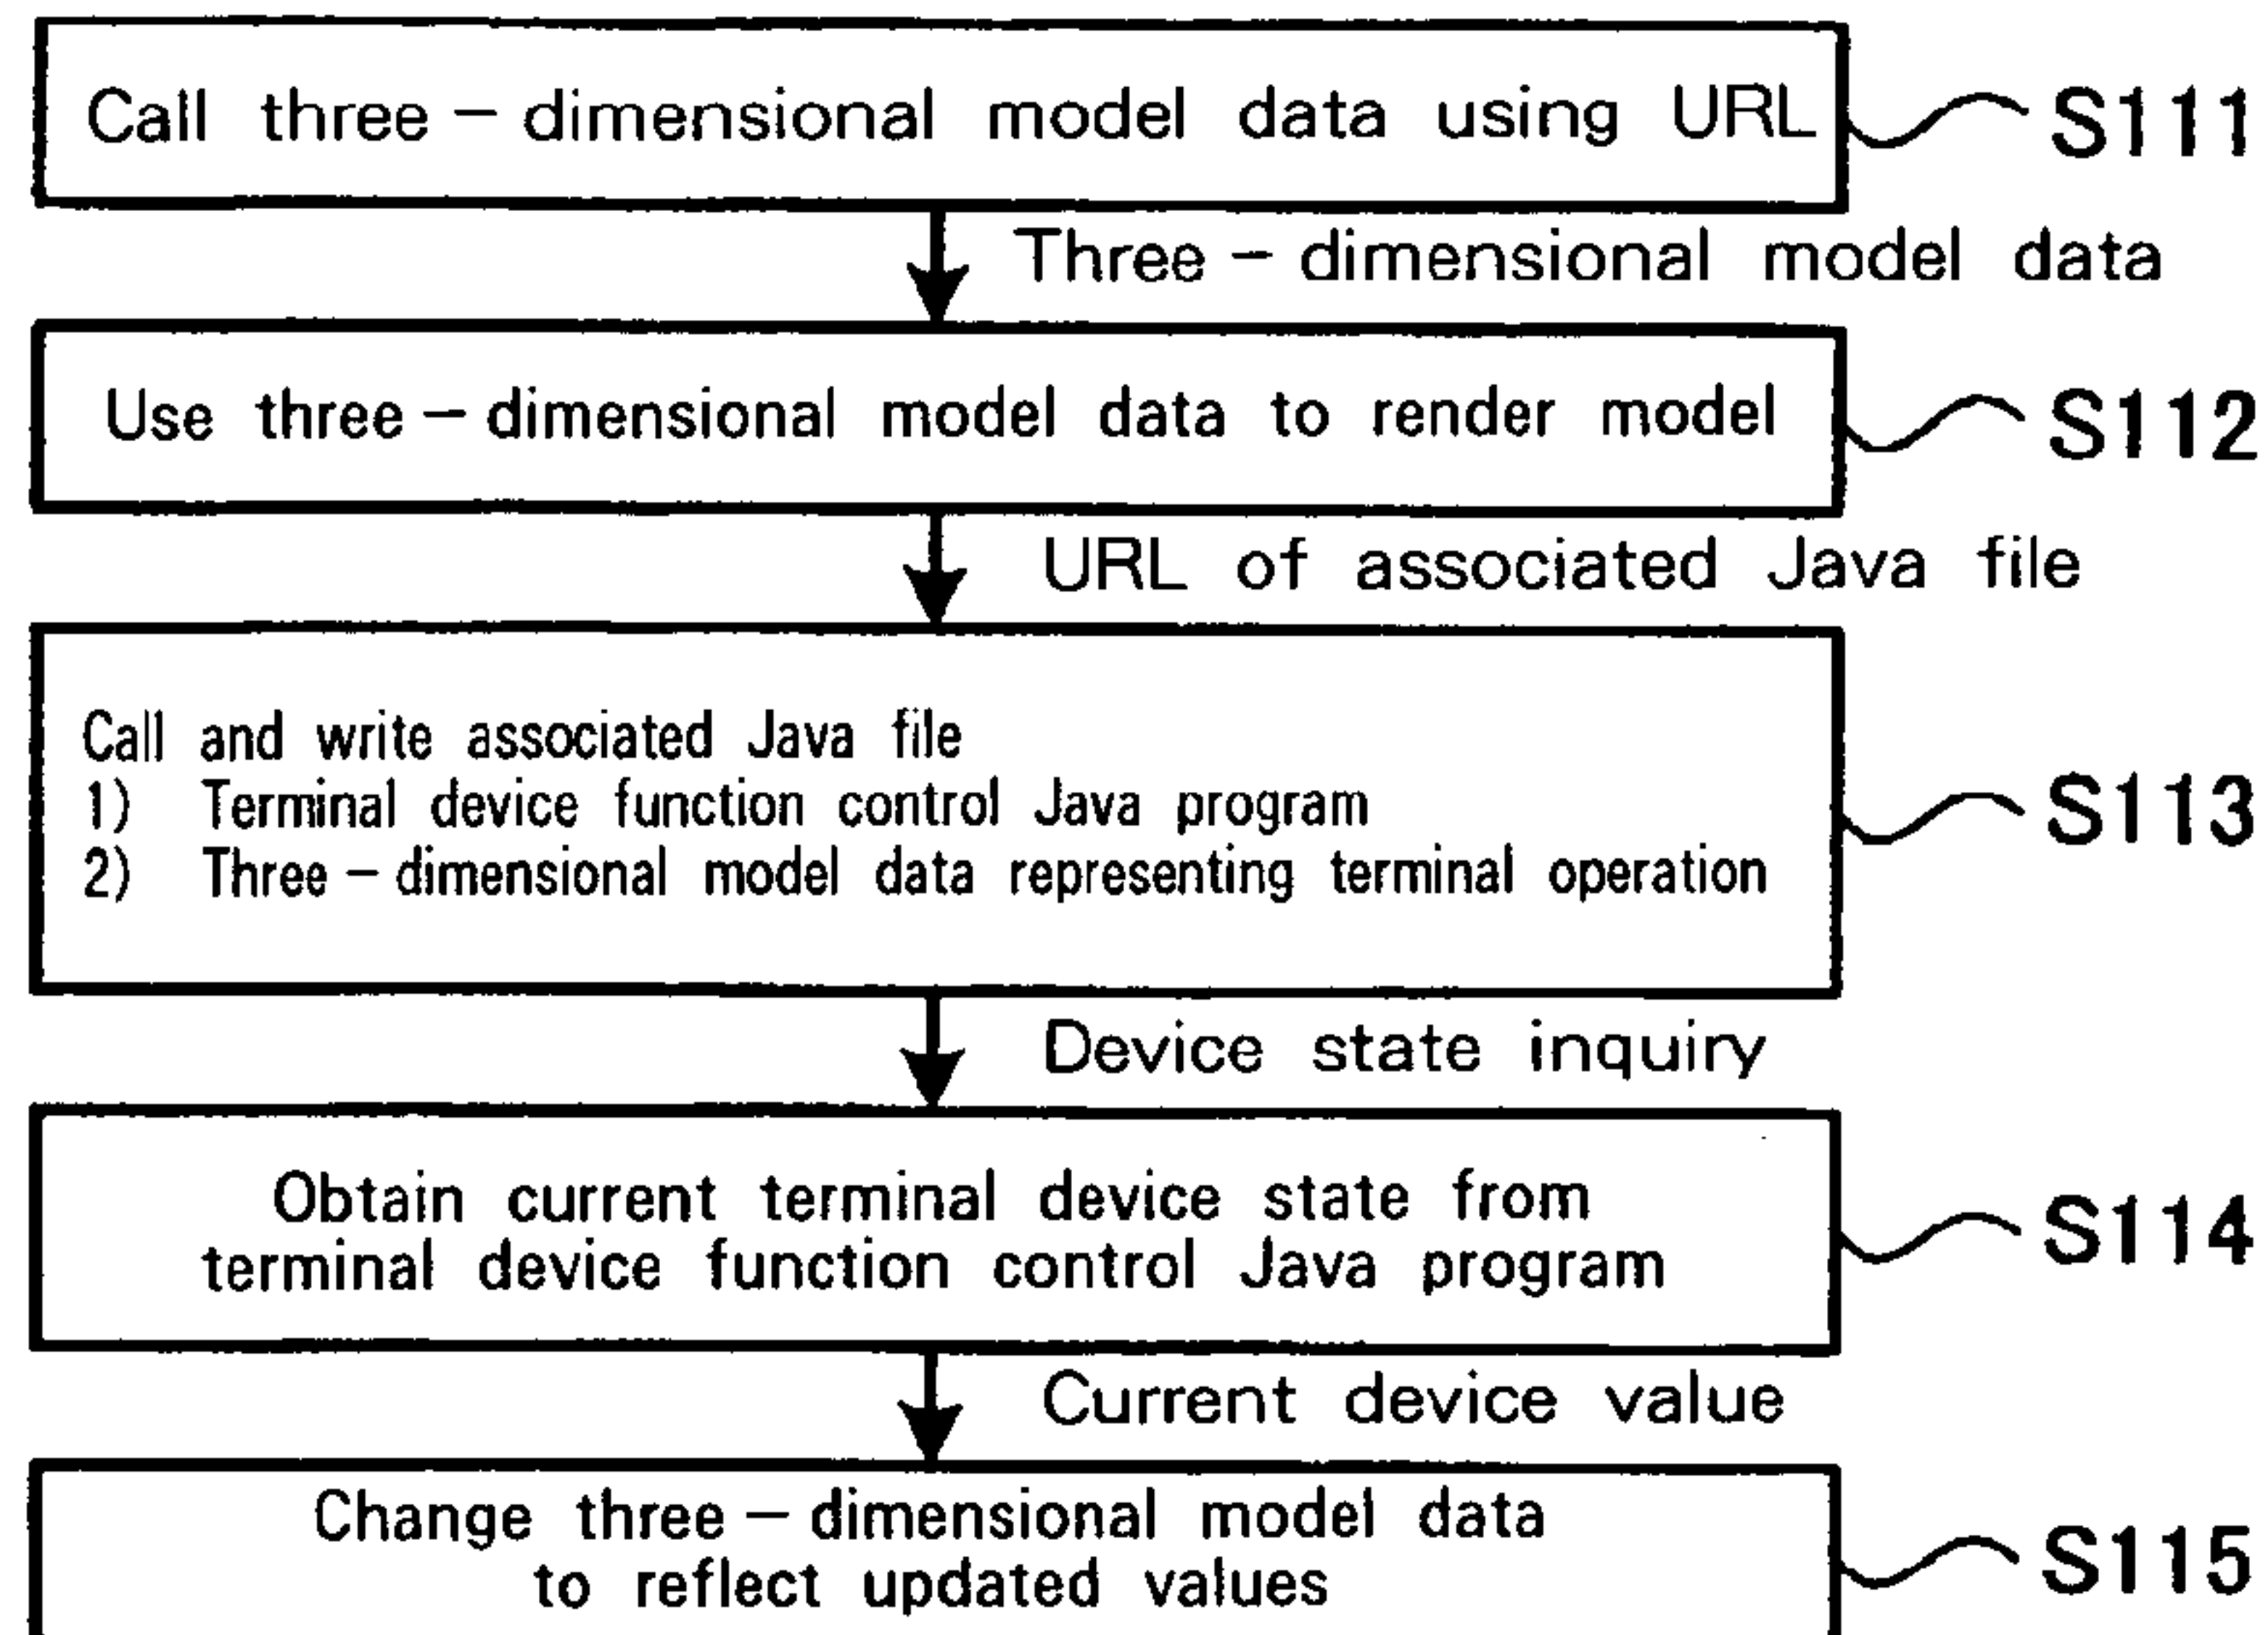 Call three – dimensional model data using URL
S111
Three – dimensional model data
Use three – dimensional model data to render model
S112
URL of associated Java file
Call and write associated Java file
1) Terminal device function control Java program
2) Three – dimensional model data representing terminal operation
S113
Device state inquiry
Obtain current terminal device state from
terminal device function control Java program
S114
Current device value
Change three – dimensional model data
to reflect updated values
S115